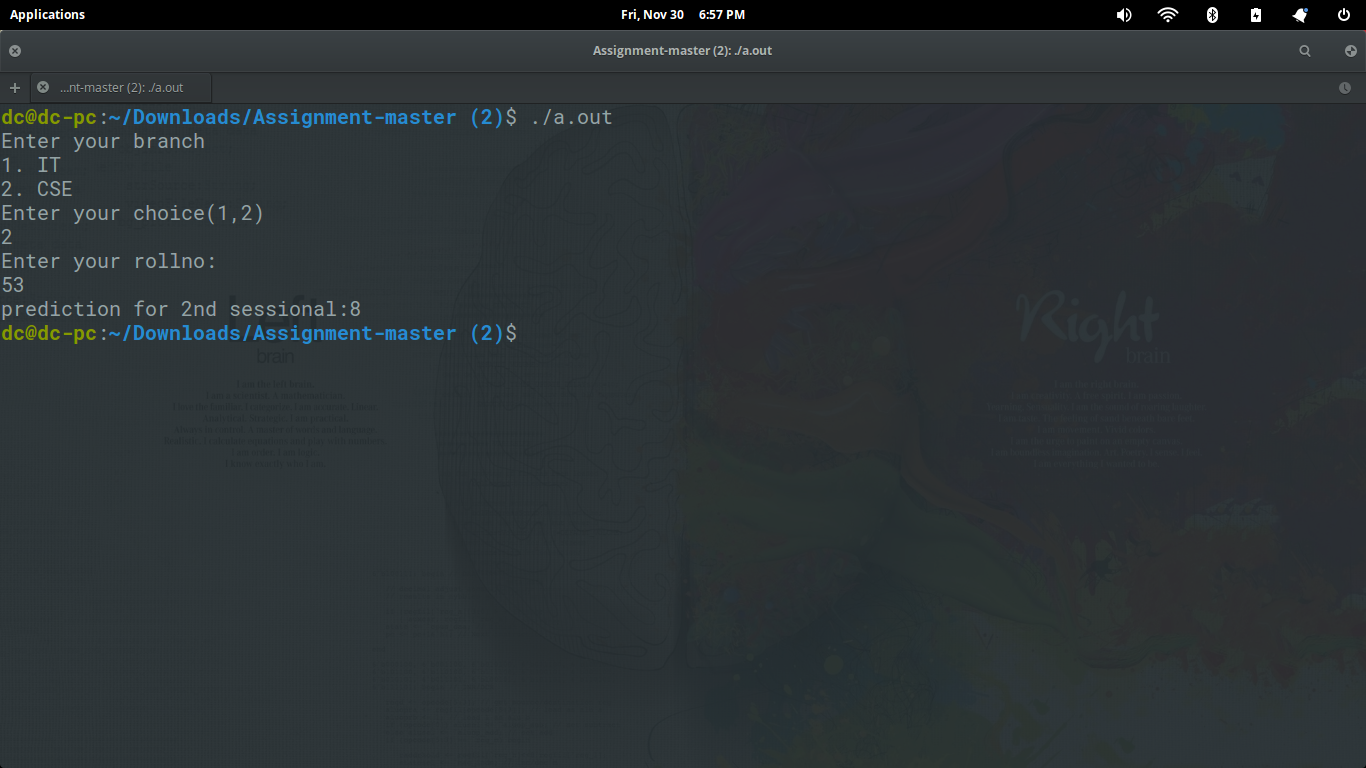 Applications
Fri, Nov 30 6:57 PM
Assignment-master (2): ./a.out
...nt-master (2): ./a.out
dc@dc-pc:~/Downloads/Assignment-master (2)$ ./a.out
Enter your branch
1. IT
2. CSE
Enter your choice(1,2)
2
Enter your rollno:
53
prediction for 2nd sessional:8
dc@dc-pc:~/Downloads/Assignment-master (2)$
Left
brain
Right
brain